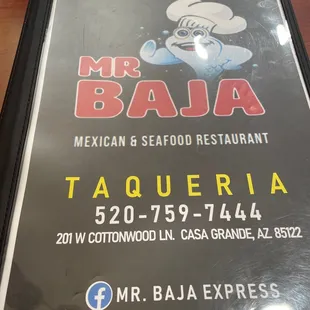 MR
BAJA
MEXICAN & SEAFOOD RESTAURANT
TAQUERIA
520-759-7444
201 W COTTONWOOD LN. CASA GRANDE, AZ. 85122
f MR. BAJA EXPRESS